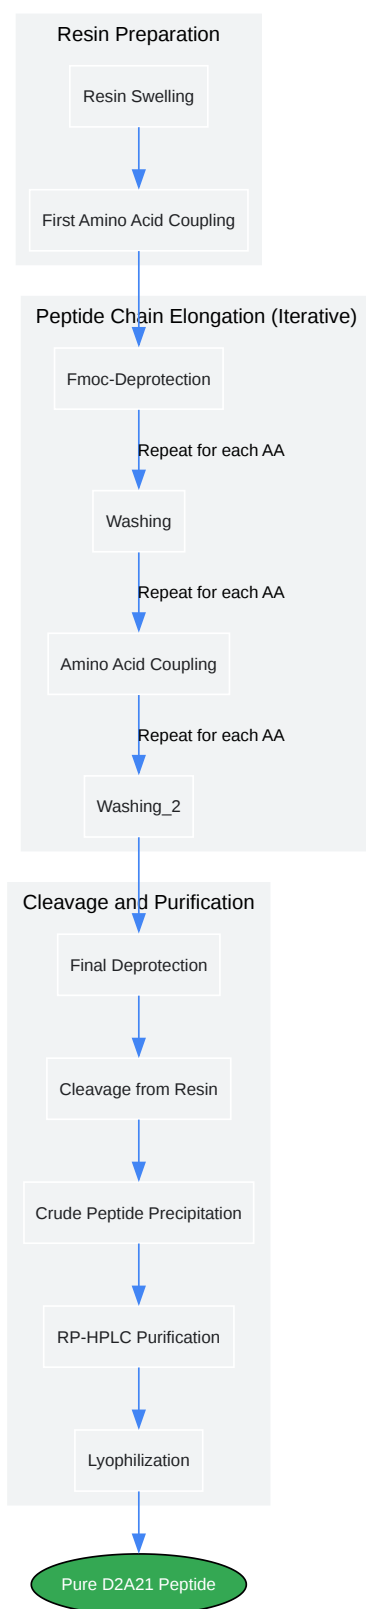 Resin Preparation
Resin Swelling
First Amino Acid Coupling
Peptide Chain Elongation (Iterative)
Fmoc-Deprotection
Repeat for each AA
Washing
Repeat for each AA
Amino Acid Coupling
Repeat for each AA
Washing_2
Cleavage and Purification
Final Deprotection
Cleavage from Resin
Crude Peptide Precipitation
RP-HPLC Purification
Lyophilization
Pure D2A21 Peptide